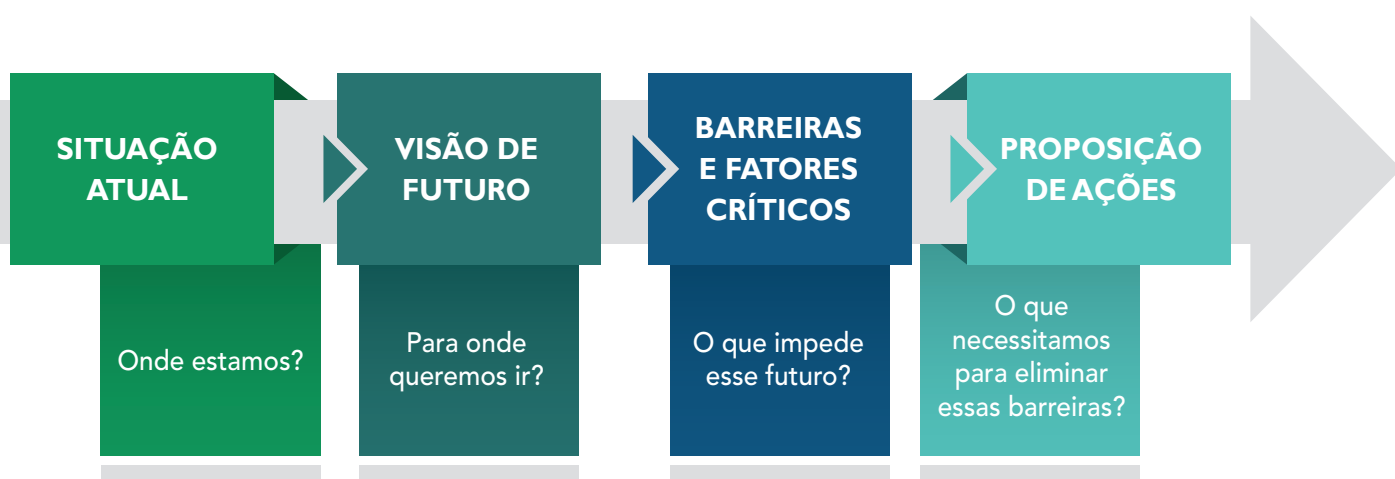 SITUAÇÃO
ATUAL
VISÃO DE
FUTURO
BARREIRAS
E FATORES
CRÍTICOS
PROPOSIÇÃO
DE AÇÕES
Onde estamos?
Para onde
queremos ir?
O que impede
esse futuro?
O que
necessitamos
para eliminar
essas barreiras?